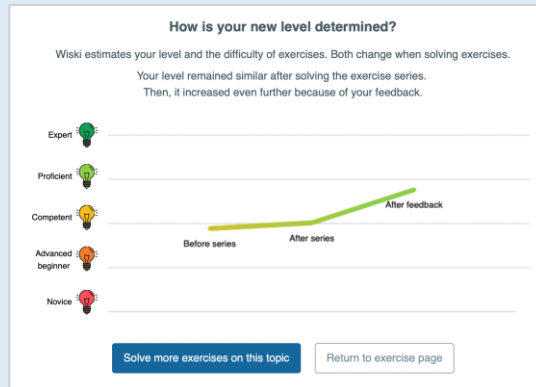 How is your new level determined?
Wiski estimates your level and the difficulty of exercises. Both change when solving exercises.
Your level remained similar after solving the exercise series.
Then, it increased even further because of your feedback.
Expert
Proficient
Competent
After feedback
Before series
After series
Advanced
beginner
Novice
Solve more exercises on this topic
Return to exercise page